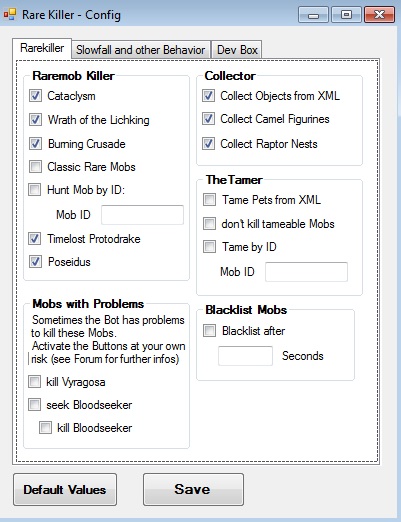 Rare Killer - Config
Rarekiller
Slowfall and other Behavior
Dev Box
Raremob Killer
Cataclysm
Wrath of the Lichking
Burning Crusade
Classic Rare Mobs
Hunt Mob by ID:
Mob ID
Timelost Protodrake
Poseidus
Mobs with Problems
Sometimes the Bot has problems
to kill these Mobs.
Activate the Buttons at your own
risk (see Forum for further infos)
kill Vyragosa
seek Bloodseeker
kill Bloodseeker
Collector
Collect Objects from XML
Collect Camel Figurines
Collect Raptor Nests
TheTamer
Tame Pets from XML
don't kill tameable Mobs
Tame by ID
Mob ID
Blacklist Mobs
Blacklist after
Seconds
Default Values
Save